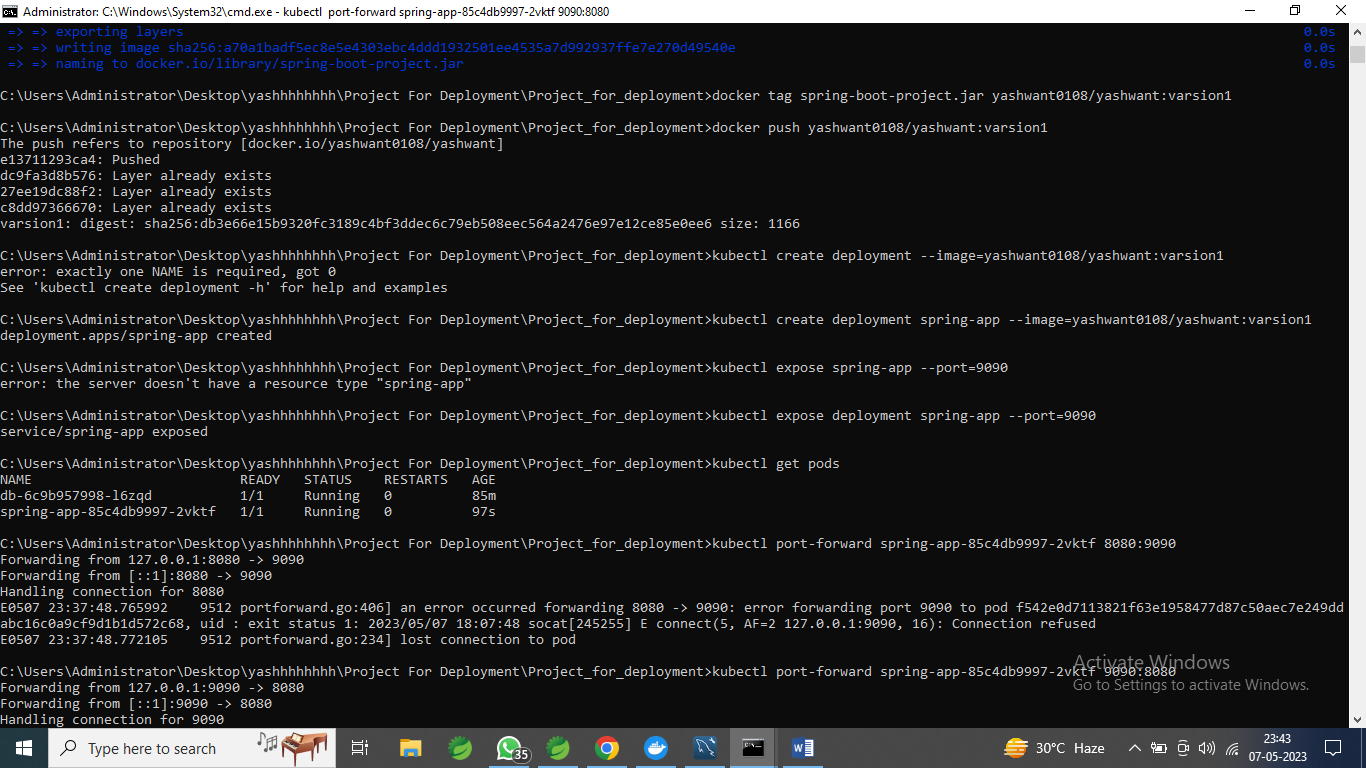 Administrator: C:\Windows\System32\cmd.exe - kubectl  port-forward spring-app-85c4db9997-2vktf 9090:8080
=> => exporting layers 0.0s
=> => writing image sha256:a70a1badf5ec8e5e4303ebc4ddd1932501ee4535a7d992937ffe7e270d49540e 0.0s
=> => naming to docker.io/library/spring-boot-project.jar 0.0s
C:\Users\Administrator\Desktop\yashhhhhhhh\Project For Deployment\Project_for_deployment>docker tag spring-boot-project.jar yashwant0108/yashwant:varsion1
C:\Users\Administrator\Desktop\yashhhhhhhh\Project For Deployment\Project_for_deployment>docker push yashwant0108/yashwant:varsion1
The push refers to repository [docker.io/yashwant0108/yashwant]
e13711293ca4: Pushed
dc9fa3d8b576: Layer already exists
27ee19dc88f2: Layer already exists
c8dd97366670: Layer already exists
varsion1: digest: sha256:db3e66e15b9320fc3189c4bf3ddec6c79eb508eec564a2476e97e12ce85e0ee6 size: 1166
C:\Users\Administrator\Desktop\yashhhhhhhh\Project For Deployment\Project_for_deployment>kubectl create deployment --image=yashwant0108/yashwant:varsion1
error: exactly one NAME is required, got 0
See 'kubectl create deployment -h' for help and examples
C:\Users\Administrator\Desktop\yashhhhhhhh\Project For Deployment\Project_for_deployment>kubectl create deployment spring-app --image=yashwant0108/yashwant:varsion1
deployment.apps/spring-app created
C:\Users\Administrator\Desktop\yashhhhhhhh\Project For Deployment\Project_for_deployment>kubectl expose spring-app --port=9090
error: the server doesn't have a resource type "spring-app"
C:\Users\Administrator\Desktop\yashhhhhhhh\Project For Deployment\Project_for_deployment>kubectl expose deployment spring-app --port=9090
service/spring-app exposed
C:\Users\Administrator\Desktop\yashhhhhhhh\Project For Deployment\Project_for_deployment>kubectl get pods
NAME READY STATUS RESTARTS AGE
db-6c9b957998-l6zqd 1/1 Running 0 85m
spring-app-85c4db9997-2vktf 1/1 Running 0 97s
C:\Users\Administrator\Desktop\yashhhhhhhh\Project For Deployment\Project_for_deployment>kubectl port-forward spring-app-85c4db9997-2vktf 8080:9090
Forwarding from 127.0.0.1:8080 -> 9090
Forwarding from [::1]:8080 -> 9090
Handling connection for 8080
E0507 23:37:48.765992    9512 portforward.go:406] an error occurred forwarding 8080 -> 9090: error forwarding port 9090 to pod f542e0d7113821f63e1958477d87c50aec7e249dd
abc16c0a9cf9d1b1d572c68, uid : exit status 1: 2023/05/07 18:07:48 socat[245255] E connect(5, AF=2 127.0.0.1:9090, 16): Connection refused
E0507 23:37:48.772105    9512 portforward.go:234] lost connection to pod
C:\Users\Administrator\Desktop\yashhhhhhhh\Project For Deployment\Project_for_deployment>kubectl port-forward spring-app-85c4db9997-2vktf 9090:8080
Forwarding from 127.0.0.1:9090 -> 8080
Forwarding from [::1]:9090 -> 8080
Handling connection for 9090
Activate Windows
Go to Settings to activate Windows.
Type here to search
35
30°C Haze
23:43
07-05-2023